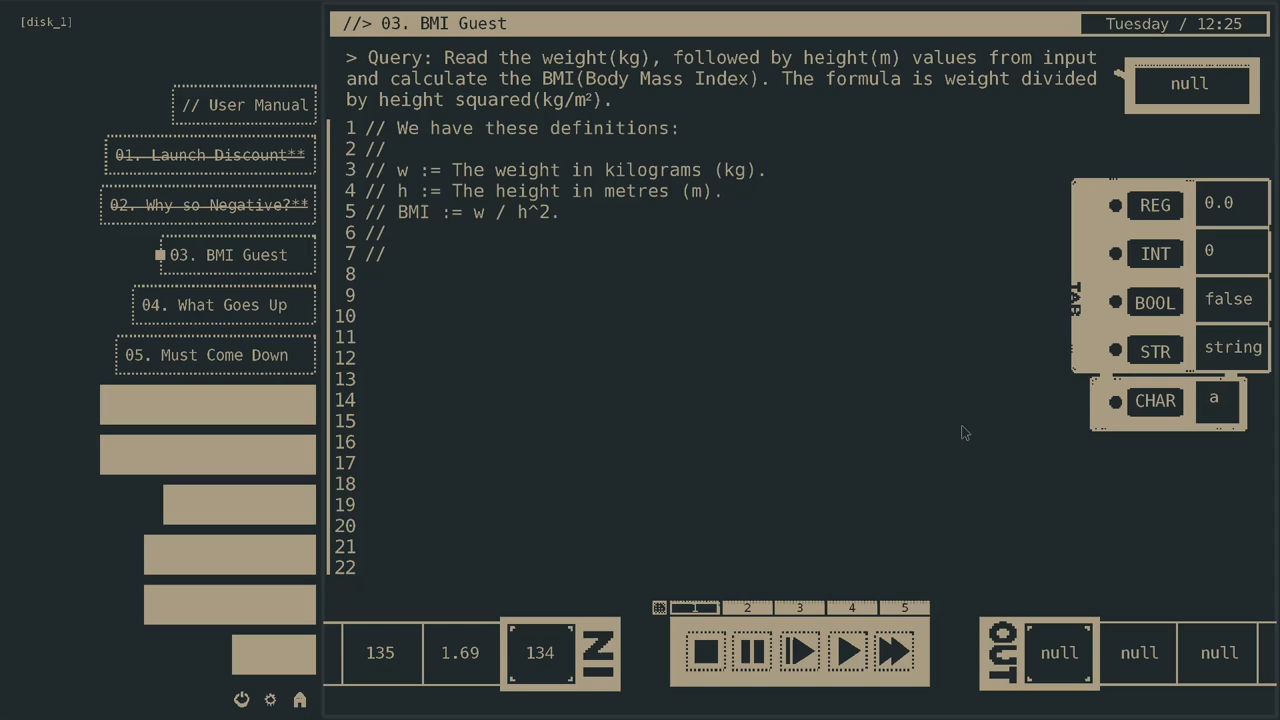 [disk_1]
//> 03. BMI Guest
Tuesday / 12:25
// User Manual
01. Launch Discount**
02. Why so Negative?**
03. BMI Guest
04. What Goes Up
05. Must Come Down
> Query: Read the weight(kg), followed by height(m) values from input
and calculate the BMI(Body Mass Index). The formula is weight divided
by height squared(kg/m²).
1 // We have these definitions:
2 //
3 // w := The weight in kilograms (kg).
4 // h := The height in metres (m).
5 // BMI := w / h^2.
6 //
7 //
8
9
10
11
12
13
14
15
16
17
18
19
20
21
22
null
TAB
REG 0.0
INT 0
BOOL false
STR string
CHAR a
1 2 3 4 5
135 1.69 134 IN
OUT null null null